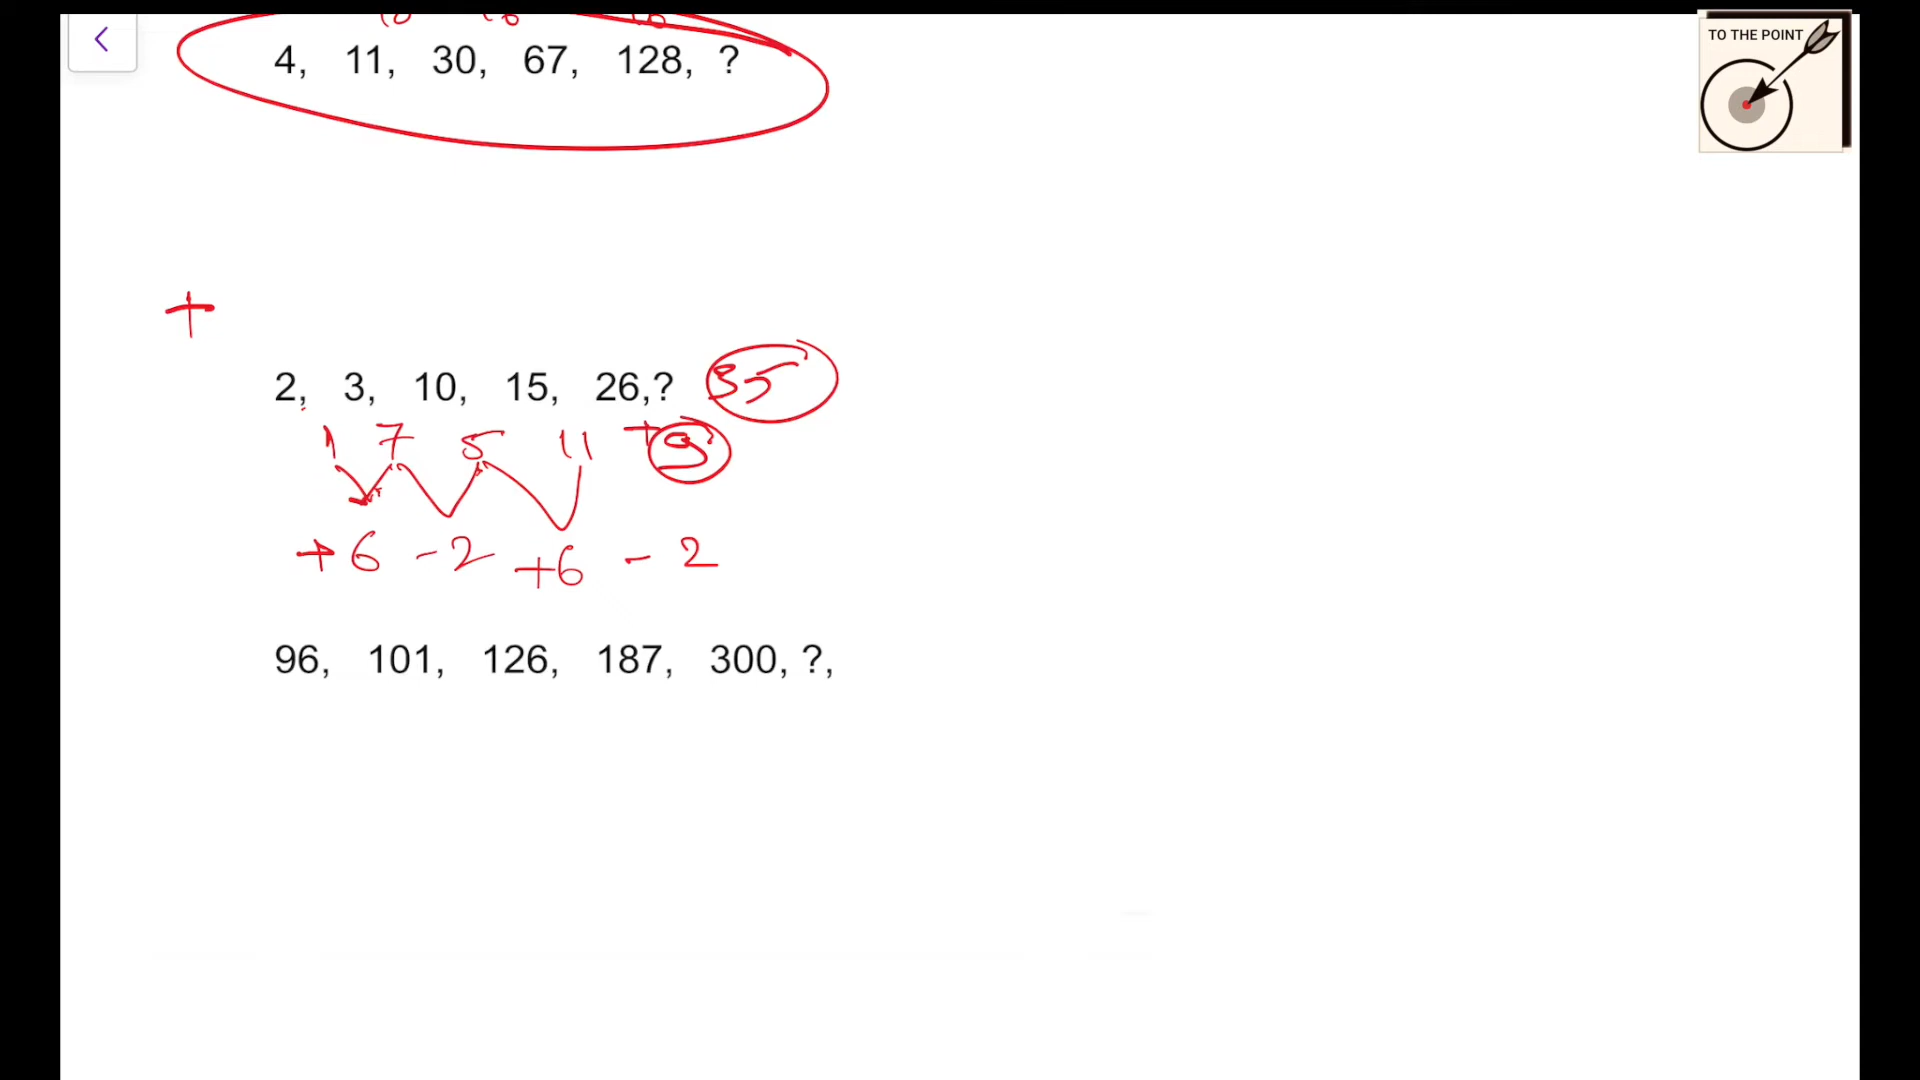 TO THE POINT
4, 11, 30, 67, 128, ?
+
2, 3, 10, 15, 26,? 35
1 7 5 11 +9
+6 -2 +6 - 2
96, 101, 126, 187, 300, ?,